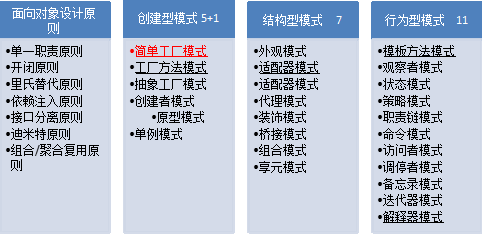 面向对象设计原
则
•单一职责原则
•开闭原则
•里氏替代原则
•依赖注入原则
•接口分离原则
•迪米特原则
•组合/聚合复用原
则
创建型模式 5+1
•简单工厂模式
•工厂方法模式
•抽象工厂模式
•创建者模式
•原型模式
•单例模式
结构型模式 7
•外观模式
•适配器模式
•适配器模式
•代理模式
•装饰模式
•桥接模式
•组合模式
•享元模式
行为型模式 11
•模板方法模式
•观察者模式
•状态模式
•策略模式
•职责链模式
•命令模式
•访问者模式
•调停者模式
•备忘录模式
•迭代器模式
•解释器模式